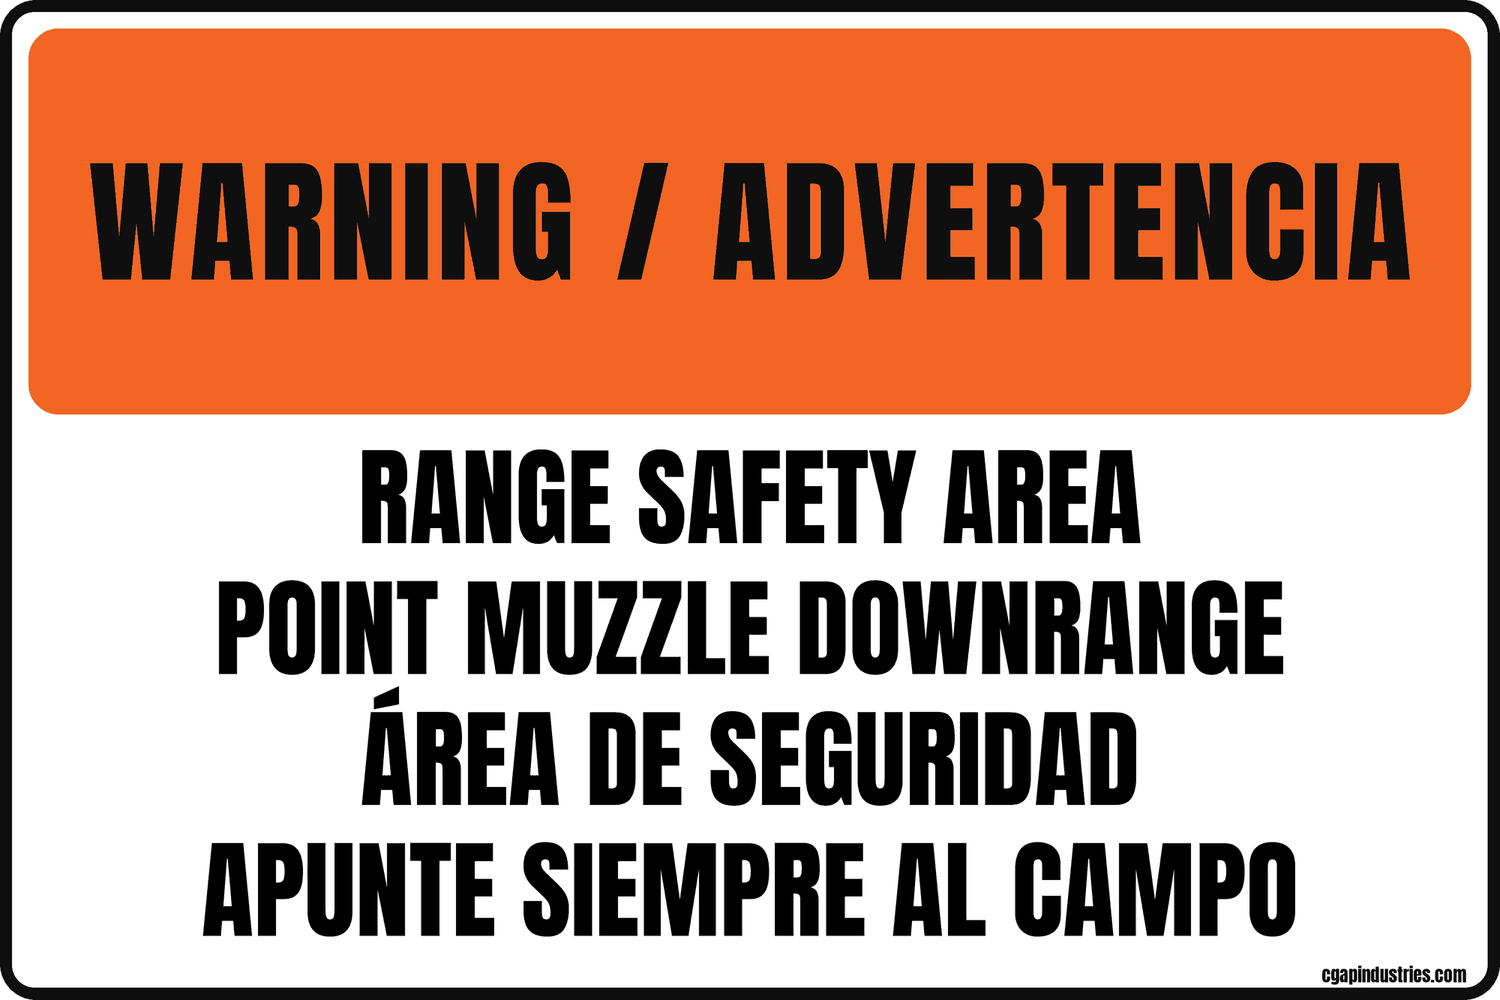 WARNING / ADVERTENCIA
RANGE SAFETY AREA
POINT MUZZLE DOWNRANGE
ÁREA DE SEGURIDAD
APUNTE SIEMPRE AL CAMPO
cgapindustries.com